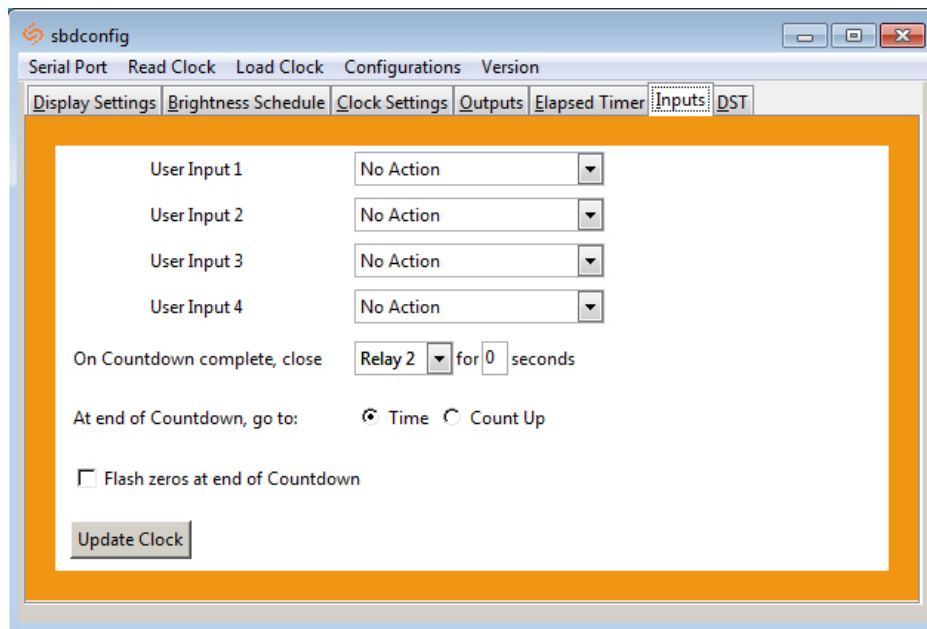 sbdconfig
Serial Port Read Clock Load Clock Configurations Version
Display Settings Brightness Schedule Clock Settings Outputs Elapsed Timer Inputs DST
User Input 1 No Action
User Input 2 No Action
User Input 3 No Action
User Input 4 No Action
On Countdown complete, close Relay 2 for 0 seconds
At end of Countdown, go to: Time Count Up
Flash zeros at end of Countdown
Update Clock